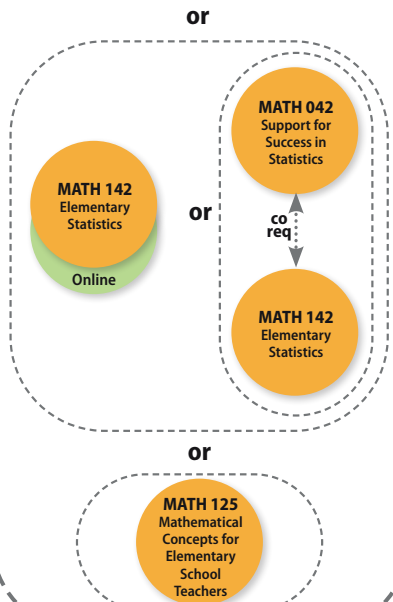 or
MATH 142
Elementary
Statistics
Online
or
MATH 042
Support for
Success in
Statistics
co
req
MATH 142
Elementary
Statistics
or
MATH 125
Mathematical
Concepts for
Elementary
School
Teachers